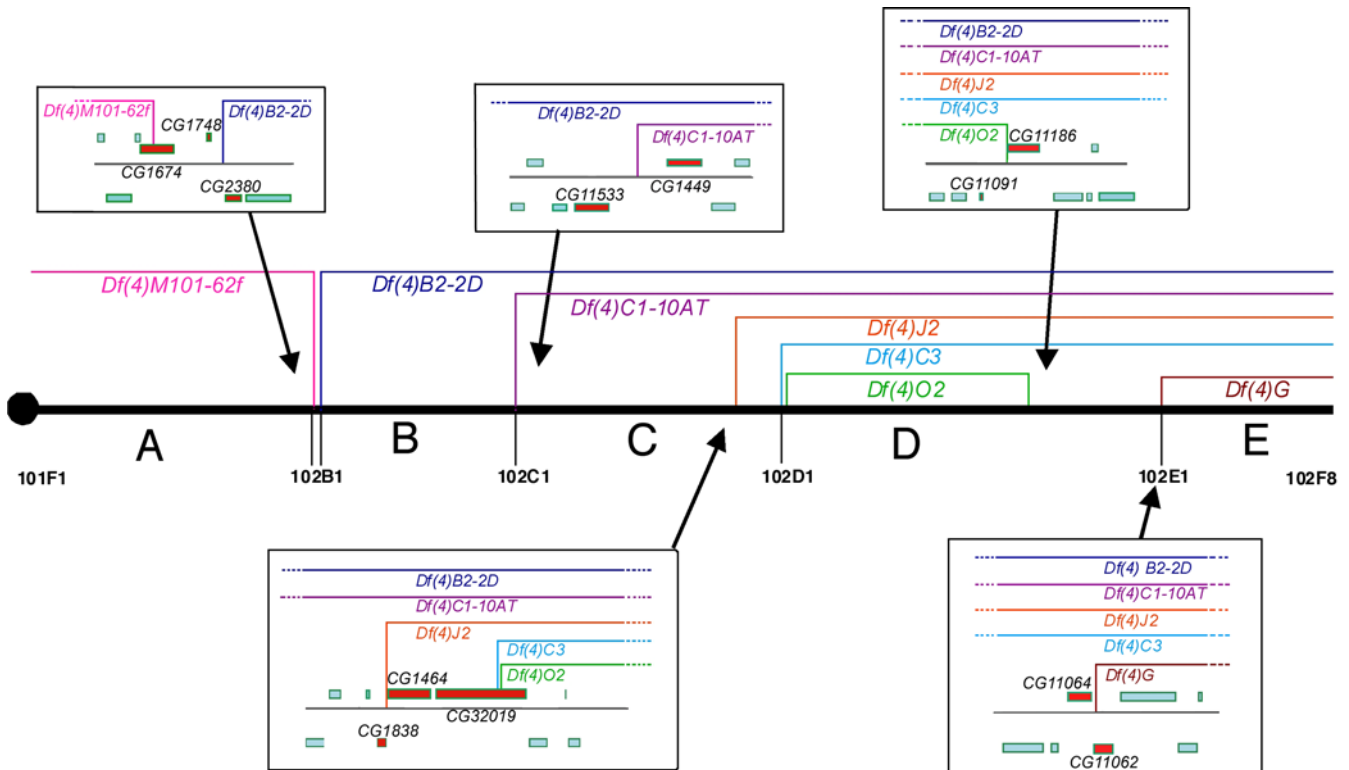 Df(4)B2-2D
Df(4)C1-10AT
Df(4)J2
Df(4)C3
Df(4)O2
CG11186
CG11091
Df(4)M101-62f
Df(4)B2-2D
CG1748
CG1674
CG2380
Df(4)B2-2D
Df(4)C1-10AT
CG11533
CG1449
Df(4)M101-62f
Df(4)B2-2D
Df(4)C1-10AT
Df(4)J2
Df(4)C3
Df(4)O2
Df(4)G
A
B
C
D
E
101F1
102B1
102C1
102D1
102E1
102F8
Df(4)B2-2D
Df(4)C1-10AT
Df(4)J2
Df(4)C3
Df(4)O2
CG1464
CG32019
CG1838
Df(4) B2-2D
Df(4)C1-10AT
Df(4)J2
Df(4)C3
Df(4)G
CG11064
CG11062